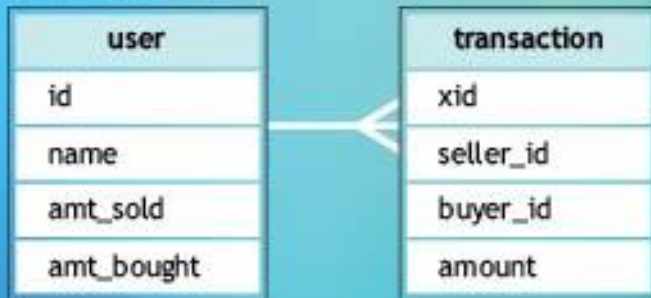 user
id
name
amt_sold
amt_bought
transaction
xid
seller_id
buyer_id
amount